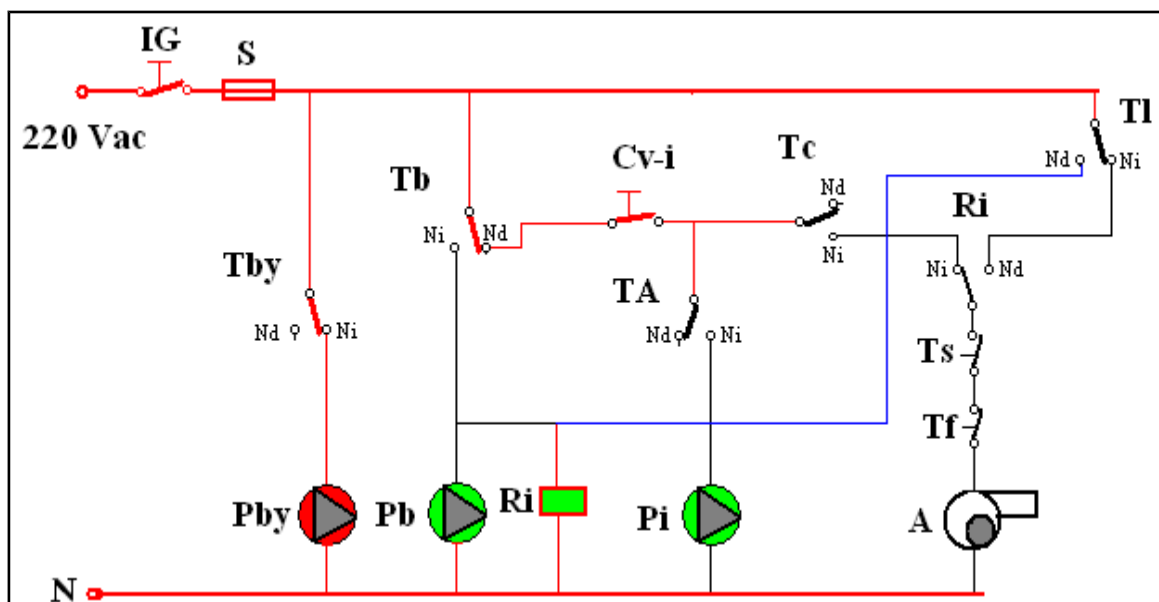 IG
S
220 Vac
Tl
Cv-i
Tc
Tb
Nd
Nd
Ni
Ri
Ni
Nd
Ni
Tby
TA
Ni
Nd
Nd
Ni
Nd
Ni
Ts
Tf
Pby
Pb
Ri
Pi
A
N